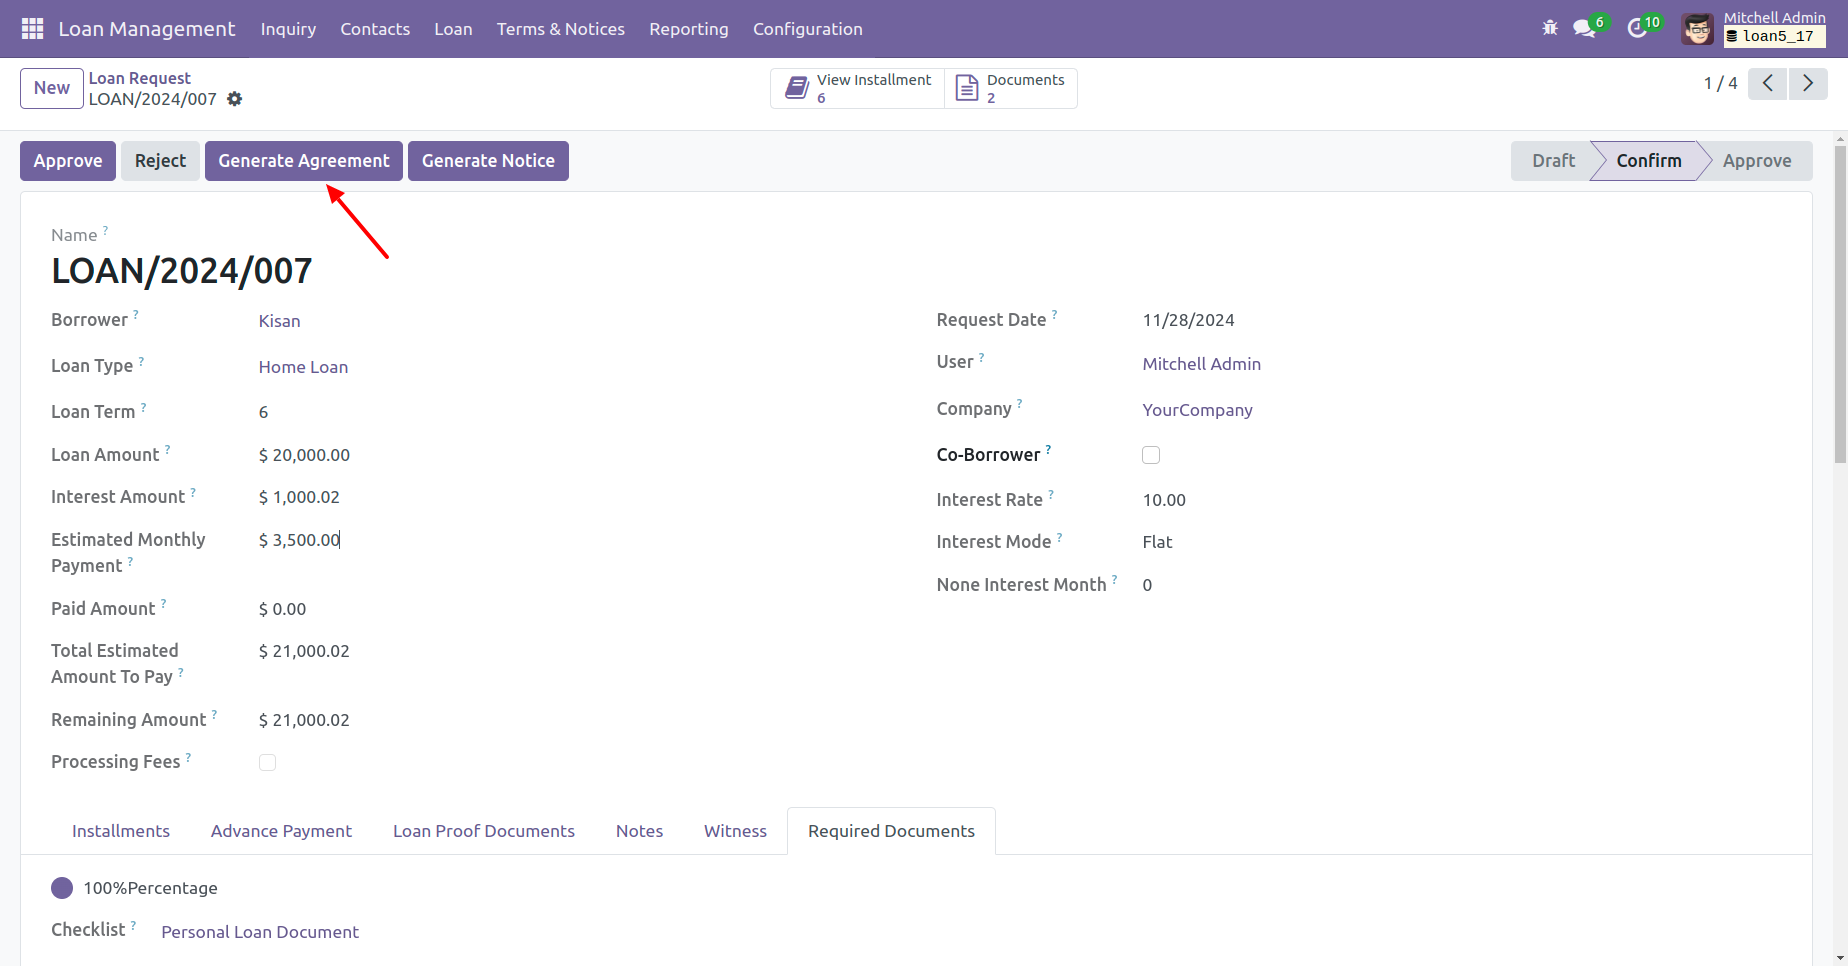 Loan Management Inquiry Contacts Loan Terms & Notices Reporting Configuration 6 10 Mitchell Admin
loan5_17
New Loan Request
LOAN/2024/007
View Installment
6
Documents
2
1 / 4
Approve Reject Generate Agreement Generate Notice Draft Confirm Approve
Name ?
LOAN/2024/007
Borrower ? Kisan
Loan Type ? Home Loan
Loan Term ? 6
Loan Amount ? $ 20,000.00
Interest Amount ? $ 1,000.02
Estimated Monthly
Payment ? $ 3,500.00
Paid Amount ? $ 0.00
Total Estimated
Amount To Pay ? $ 21,000.02
Remaining Amount ? $ 21,000.02
Processing Fees ?
Request Date ? 11/28/2024
User ? Mitchell Admin
Company ? YourCompany
Co-Borrower ?
Interest Rate ? 10.00
Interest Mode ? Flat
None Interest Month ? 0
Installments Advance Payment Loan Proof Documents Notes Witness Required Documents
100%Percentage
Checklist ? Personal Loan Document